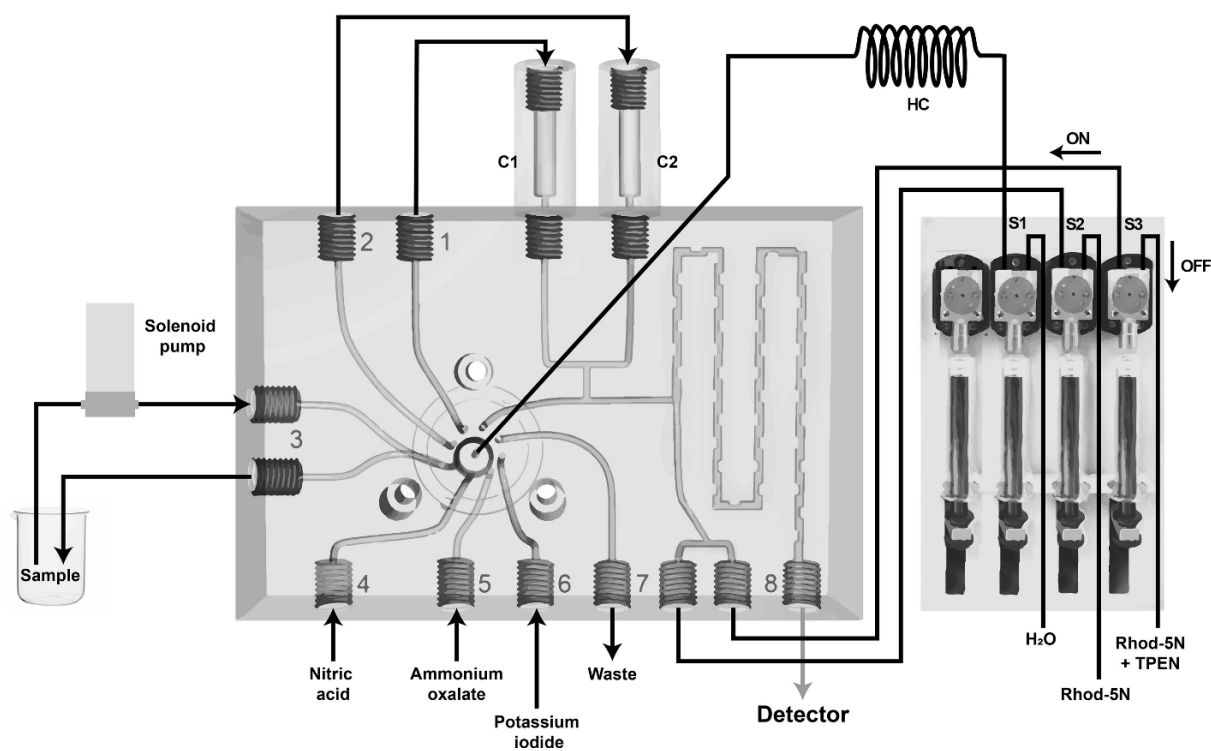 HC
ON
C1
C2
S1
S2
S3
OFF
2
1
Solenoid
pump
3
Sample
4
5
6
7
8
Nitric
acid
Ammonium
oxalate
Potassium
iodide
Waste
Detector
H₂O
Rhod-5N
+ TPEN
Rhod-5N